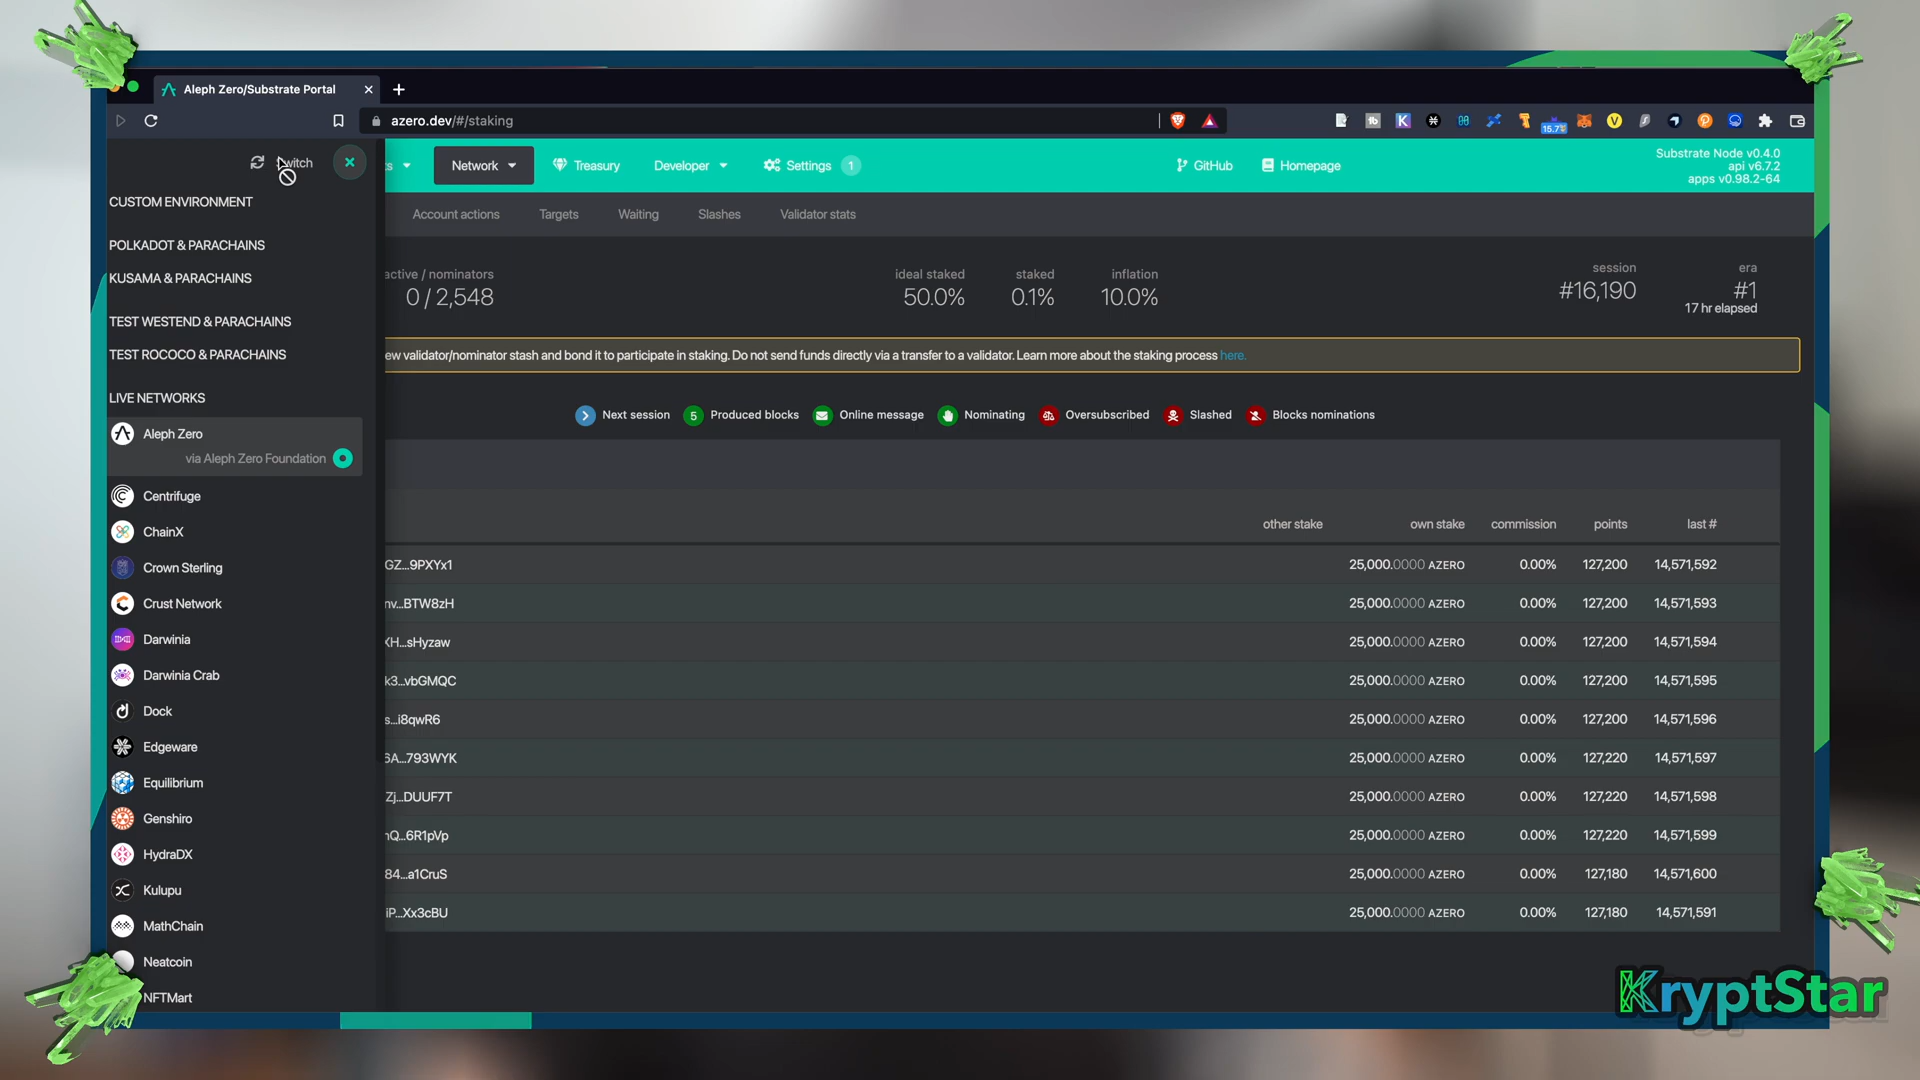 Aleph Zero/Substrate Portal
azero.dev/#/staking
15.7
Switch
Network
Treasury
Developer
Settings
1
GitHub
Homepage
Substrate Node v0.4.0
api v6.7.2
apps v0.98.2-64
Account actions
Targets
Waiting
Slashes
Validator stats
CUSTOM ENVIRONMENT
POLKADOT & PARACHAINS
KUSAMA & PARACHAINS
TEST WESTEND & PARACHAINS
TEST ROCOCO & PARACHAINS
LIVE NETWORKS
Aleph Zero
via Aleph Zero Foundation
Centrifuge
ChainX
Crown Sterling
Crust Network
Darwinia
Darwinia Crab
Dock
Edgeware
Equilibrium
Genshiro
HydraDX
Kulupu
MathChain
Neatcoin
NFTMart
active / nominators
0 / 2,548
ideal staked
50.0%
staked
0.1%
inflation
10.0%
session
#16,190
era
#1
17 hr elapsed
ew validator/nominator stash and bond it to participate in staking. Do not send funds directly via a transfer to a validator. Learn more about the staking process here.
Next session
5 Produced blocks
Online message
Nominating
Oversubscribed
Slashed
Blocks nominations
other stake own stake commission points last #
GZ…9PXYx1 25,000.0000 AZERO 0.00% 127,200 14,571,592
nv…BTW8zH 25,000.0000 AZERO 0.00% 127,200 14,571,593
XH…sHyzaw 25,000.0000 AZERO 0.00% 127,200 14,571,594
k3…vbGMQC 25,000.0000 AZERO 0.00% 127,200 14,571,595
s…i8qwR6 25,000.0000 AZERO 0.00% 127,200 14,571,596
6A…793WYK 25,000.0000 AZERO 0.00% 127,200 14,571,597
Zj…DUUF7T 25,000.0000 AZERO 0.00% 127,220 14,571,598
nQ…6R1pVp 25,000.0000 AZERO 0.00% 127,220 14,571,599
84…a1CruS 25,000.0000 AZERO 0.00% 127,180 14,571,600
iP…Xx3cBU 25,000.0000 AZERO 0.00% 127,180 14,571,591
KryptStar